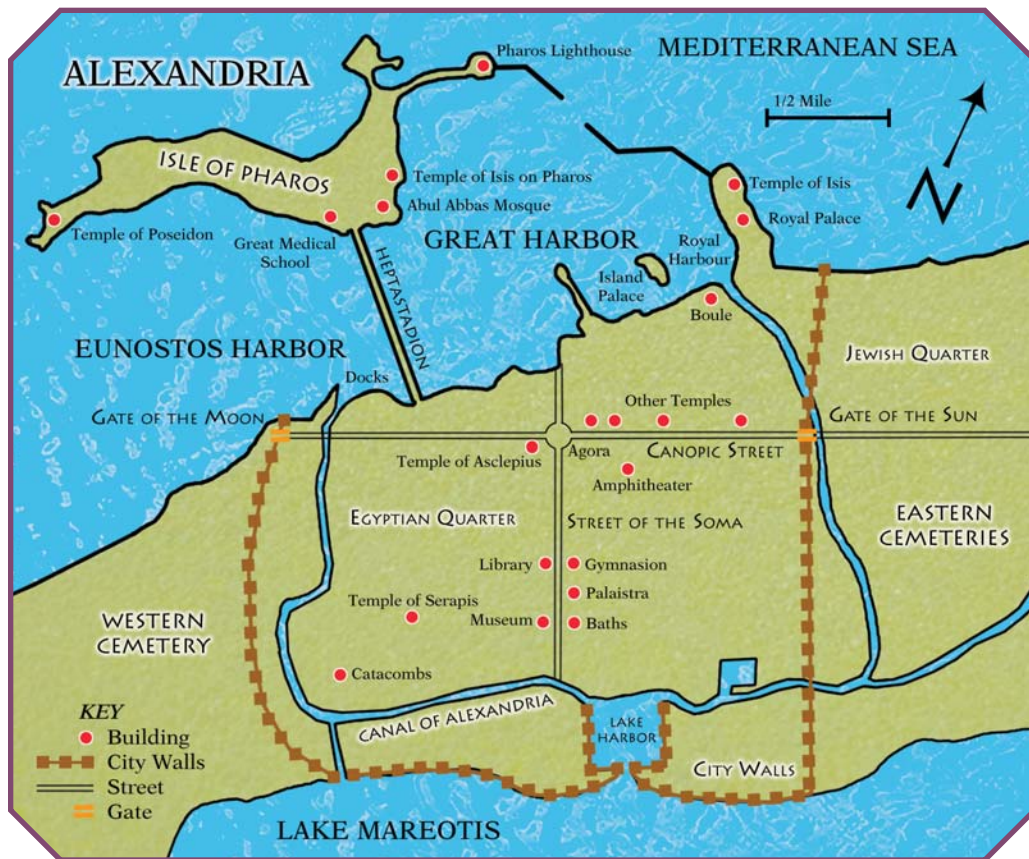 ALEXANDRIA
Pharos Lighthouse
MEDITERRANEAN SEA
1/2 Mile
N
ISLE OF PHAROS
Temple of Isis on Pharos
Abul Abbas Mosque
Temple of Poseidon
Great Medical
School
HEPTASTADION
GREAT HARBOR
Temple of Isis
Royal Palace
Royal
Harbour
Island
Palace
Boule
EUNOSTOS HARBOR
Docks
JEWISH QUARTER
GATE OF THE MOON
Other Temples
GATE OF THE SUN
Temple of Asclepius
Agora
CANOPIC STREET
Amphitheater
EGYPTIAN QUARTER
STREET OF THE SOMA
EASTERN
CEMETERIES
Library
Gymnasion
Palaistra
Temple of Serapis
Museum
Baths
WESTERN
CEMETERY
Catacombs
CANAL OF ALEXANDRIA
LAKE
HARBOR
CITY WALLS
KEY
Building
City Walls
Street
Gate
LAKE MAREOTIS